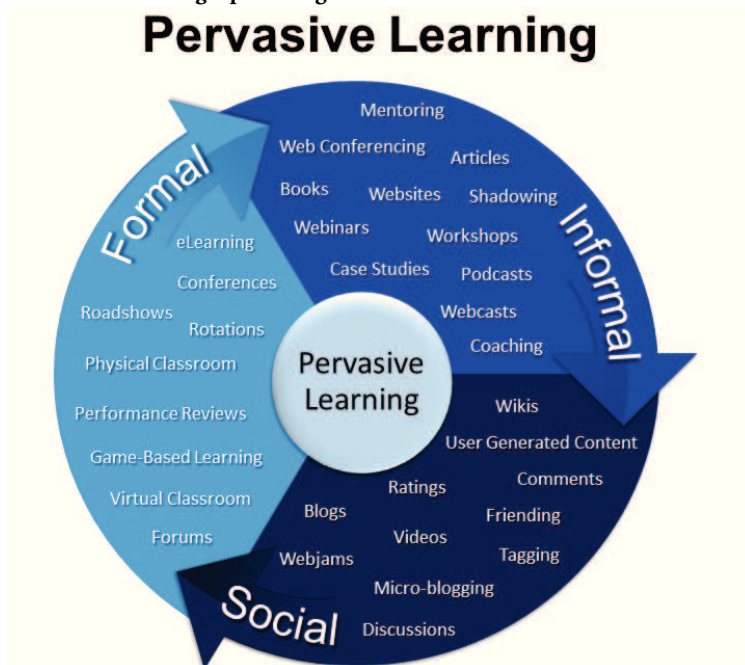 Pervasive Learning
Formal
eLearning
Conferences
Roadshows
Rotations
Physical Classroom
Performance Reviews
Game-Based Learning
Virtual Classroom
Forums
Informal
Mentoring
Web Conferencing
Articles
Books
Websites
Shadowing
Webinars
Workshops
Case Studies
Podcasts
Webcasts
Coaching
Pervasive
Learning
Social
Wikis
User Generated Content
Comments
Ratings
Friending
Blogs
Videos
Tagging
Webjams
Micro-blogging
Discussions